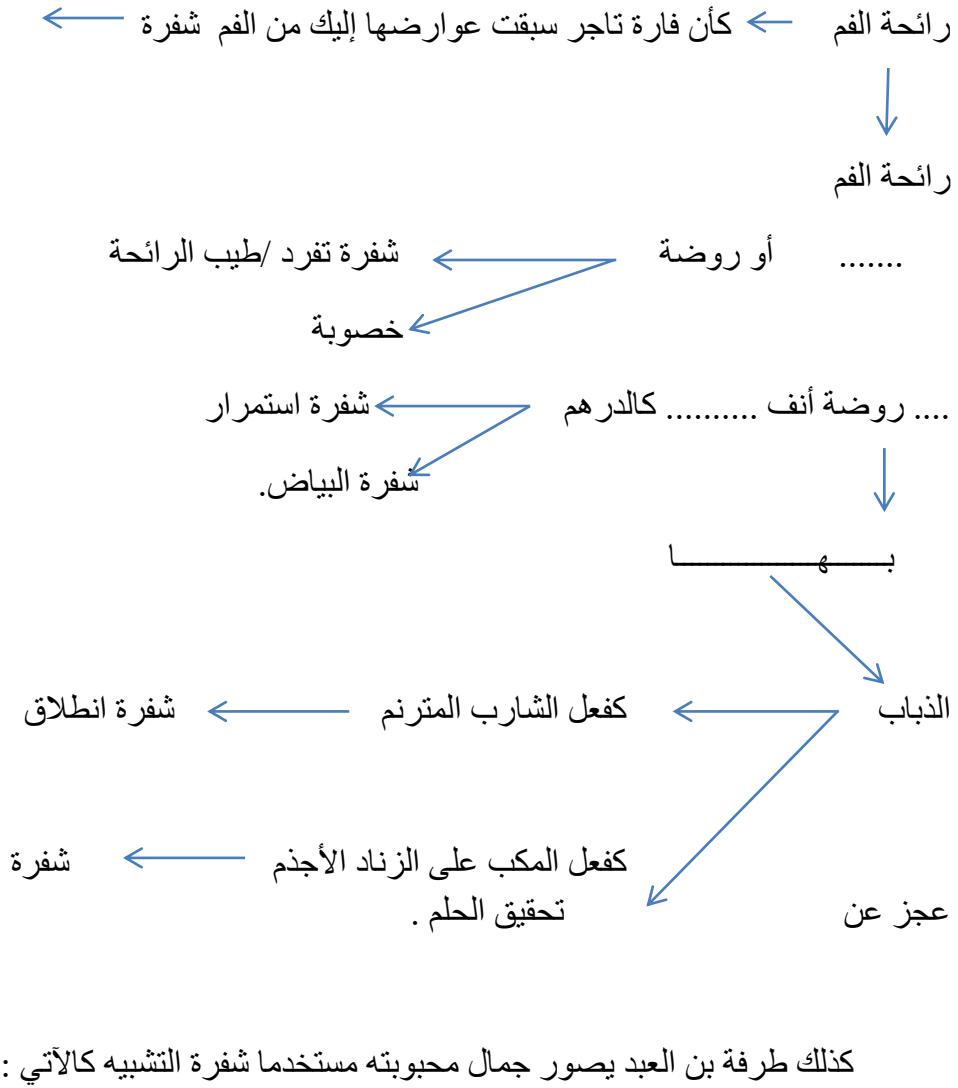 رائحة الفم كأن فارة تاجر سبقت عوارضها إليك من الفم شفرة
رائحة الفم
....... أو روضة شفرة تفرد /طيب الرائحة
خصوبة
.... روضة أنف .......... كالدرهم شفرة استمرار
شفرة البياض.
بـــــهـــــــــــــا
الذباب كفعل الشارب المترنم شفرة انطلاق
كفعل المكب على الزناد الأجذم شفرة
عجز عن تحقيق الحلم .
كذلك طرفة بن العبد يصور جمال محبوبته مستخدما شفرة التشبيه كالآتي :